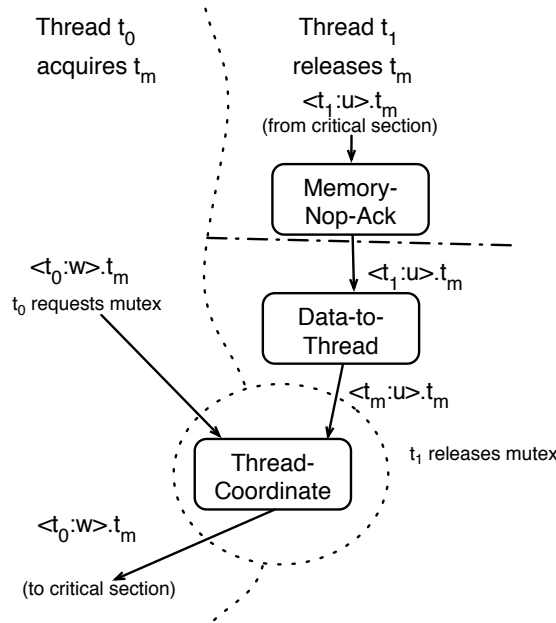 Thread t0
acquires tm
Thread t1
releases tm
<t1:u>.tm
(from critical section)
Memory-
Nop-Ack
<t0:w>.tm
t0 requests mutex
<t1:u>.tm
Data-to-
Thread
<tm:u>.tm
Thread-
Coordinate
t1 releases mutex
<t0:w>.tm
(to critical section)